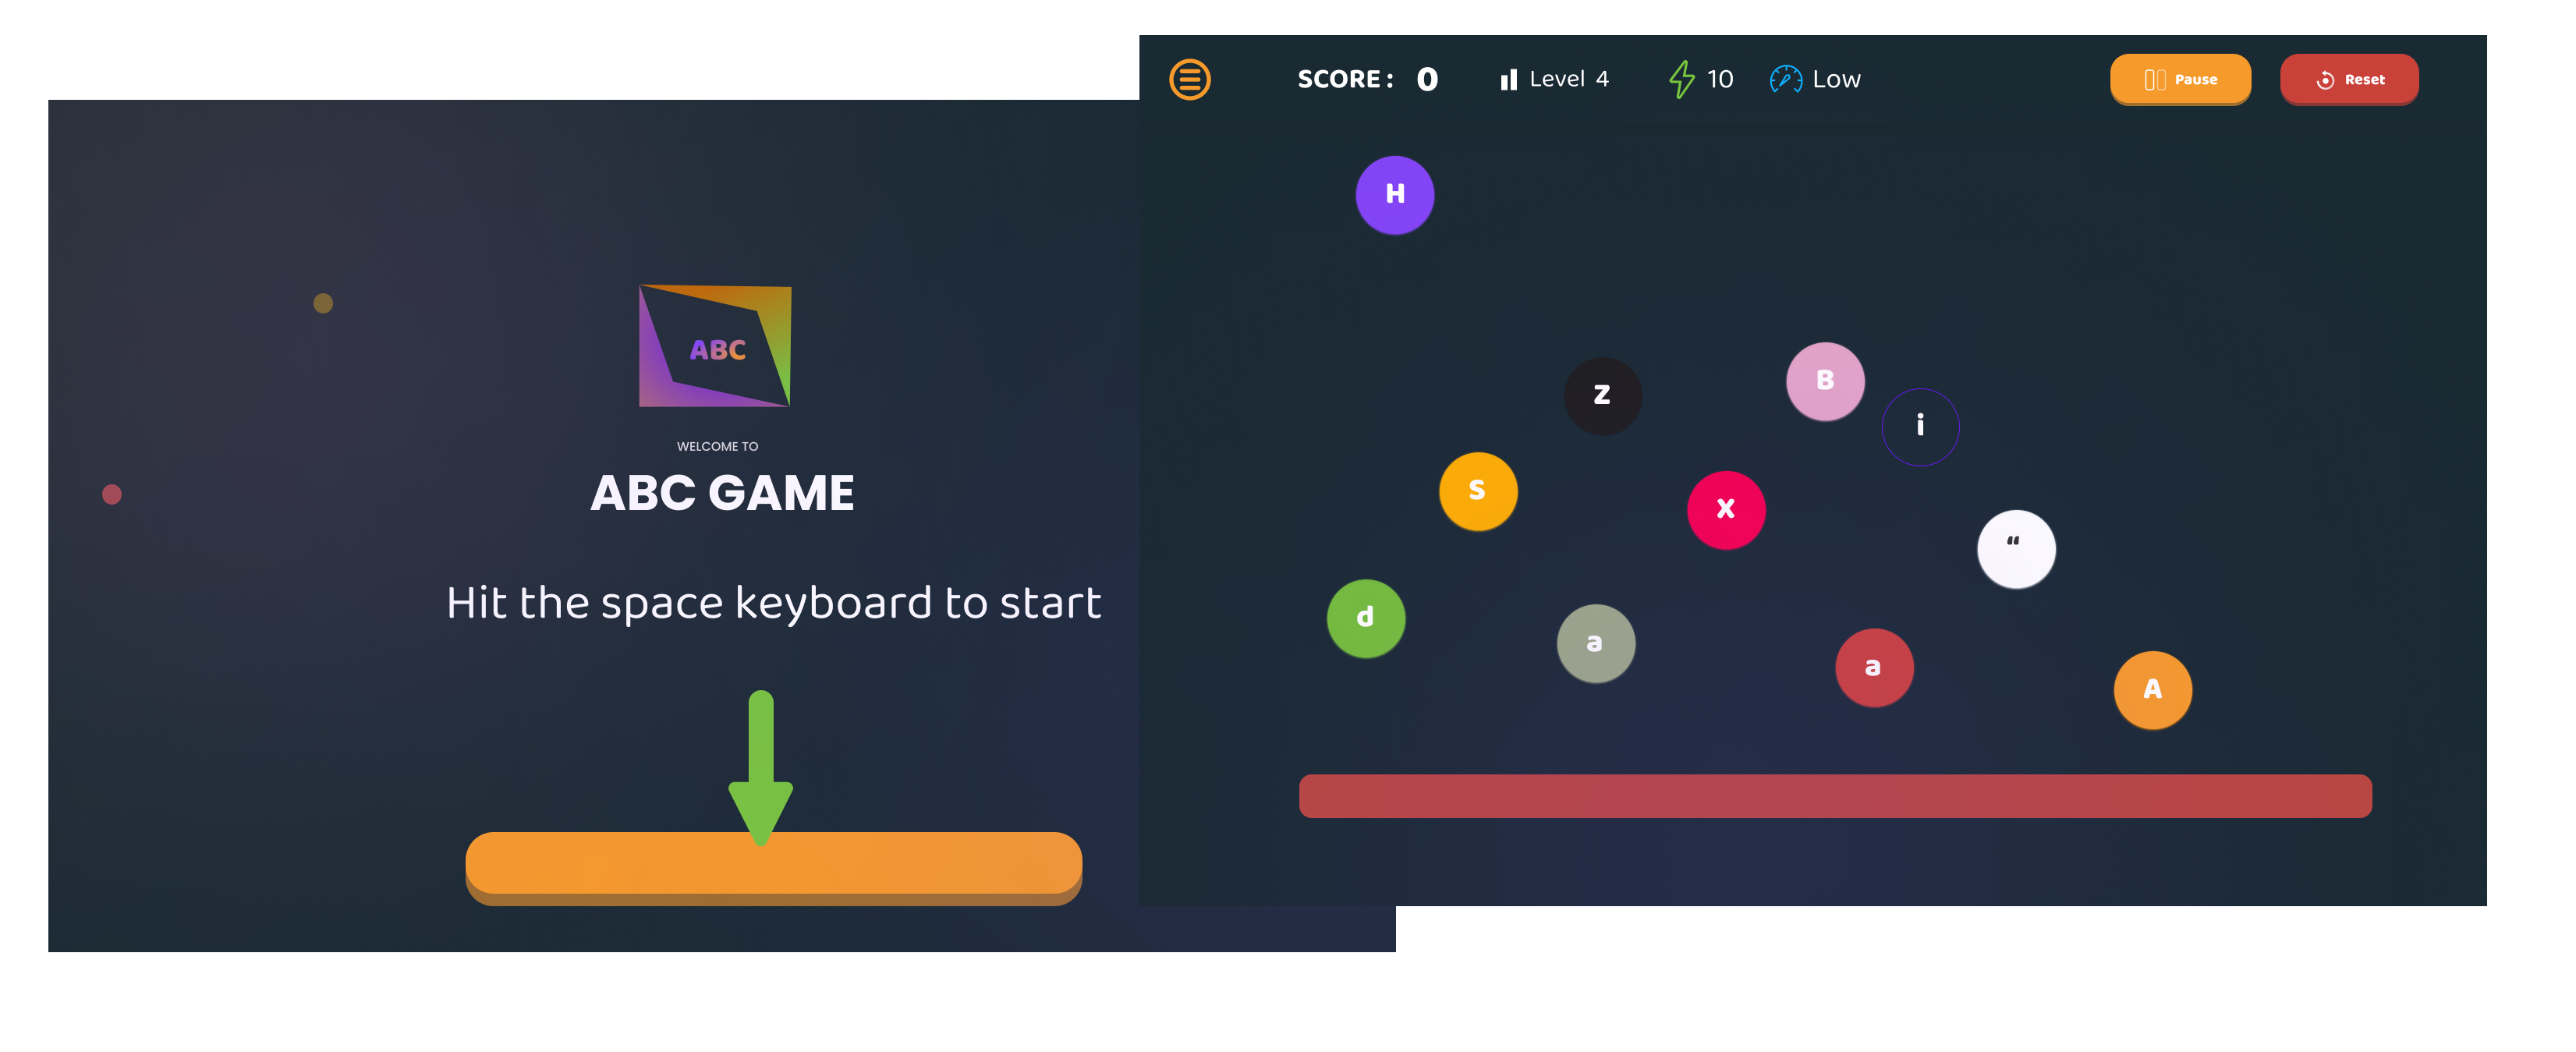 ABC
WELCOME TO
ABC GAME
Hit the space keyboard to start
SCORE: 0 Level 4 10 Low Pause Reset
H
B
Z
i
S
X
“
d
a
a
A